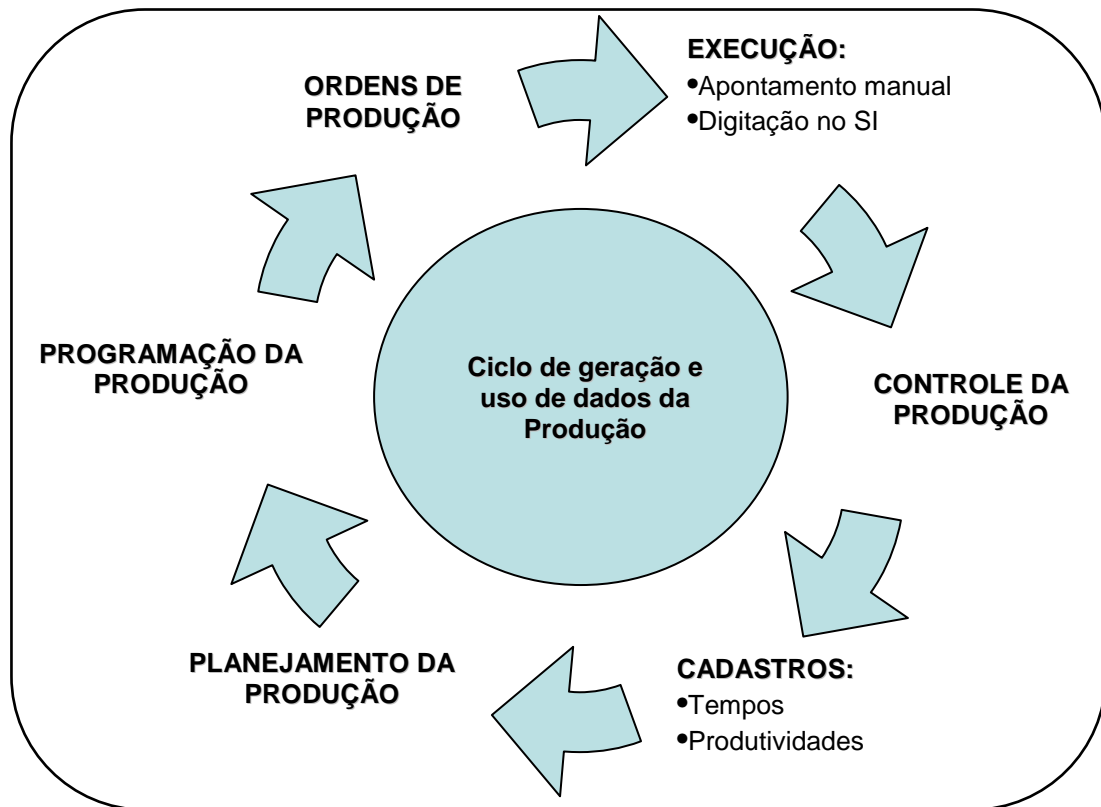 ORDENS DE
PRODUÇÃO
EXECUÇÃO:
•Apontamento manual
•Digitação no SI
PROGRAMAÇÃO DA
PRODUÇÃO
Ciclo de geração e
uso de dados da
Produção
CONTROLE DA
PRODUÇÃO
PLANEJAMENTO DA
PRODUÇÃO
CADASTROS:
•Tempos
•Produtividades